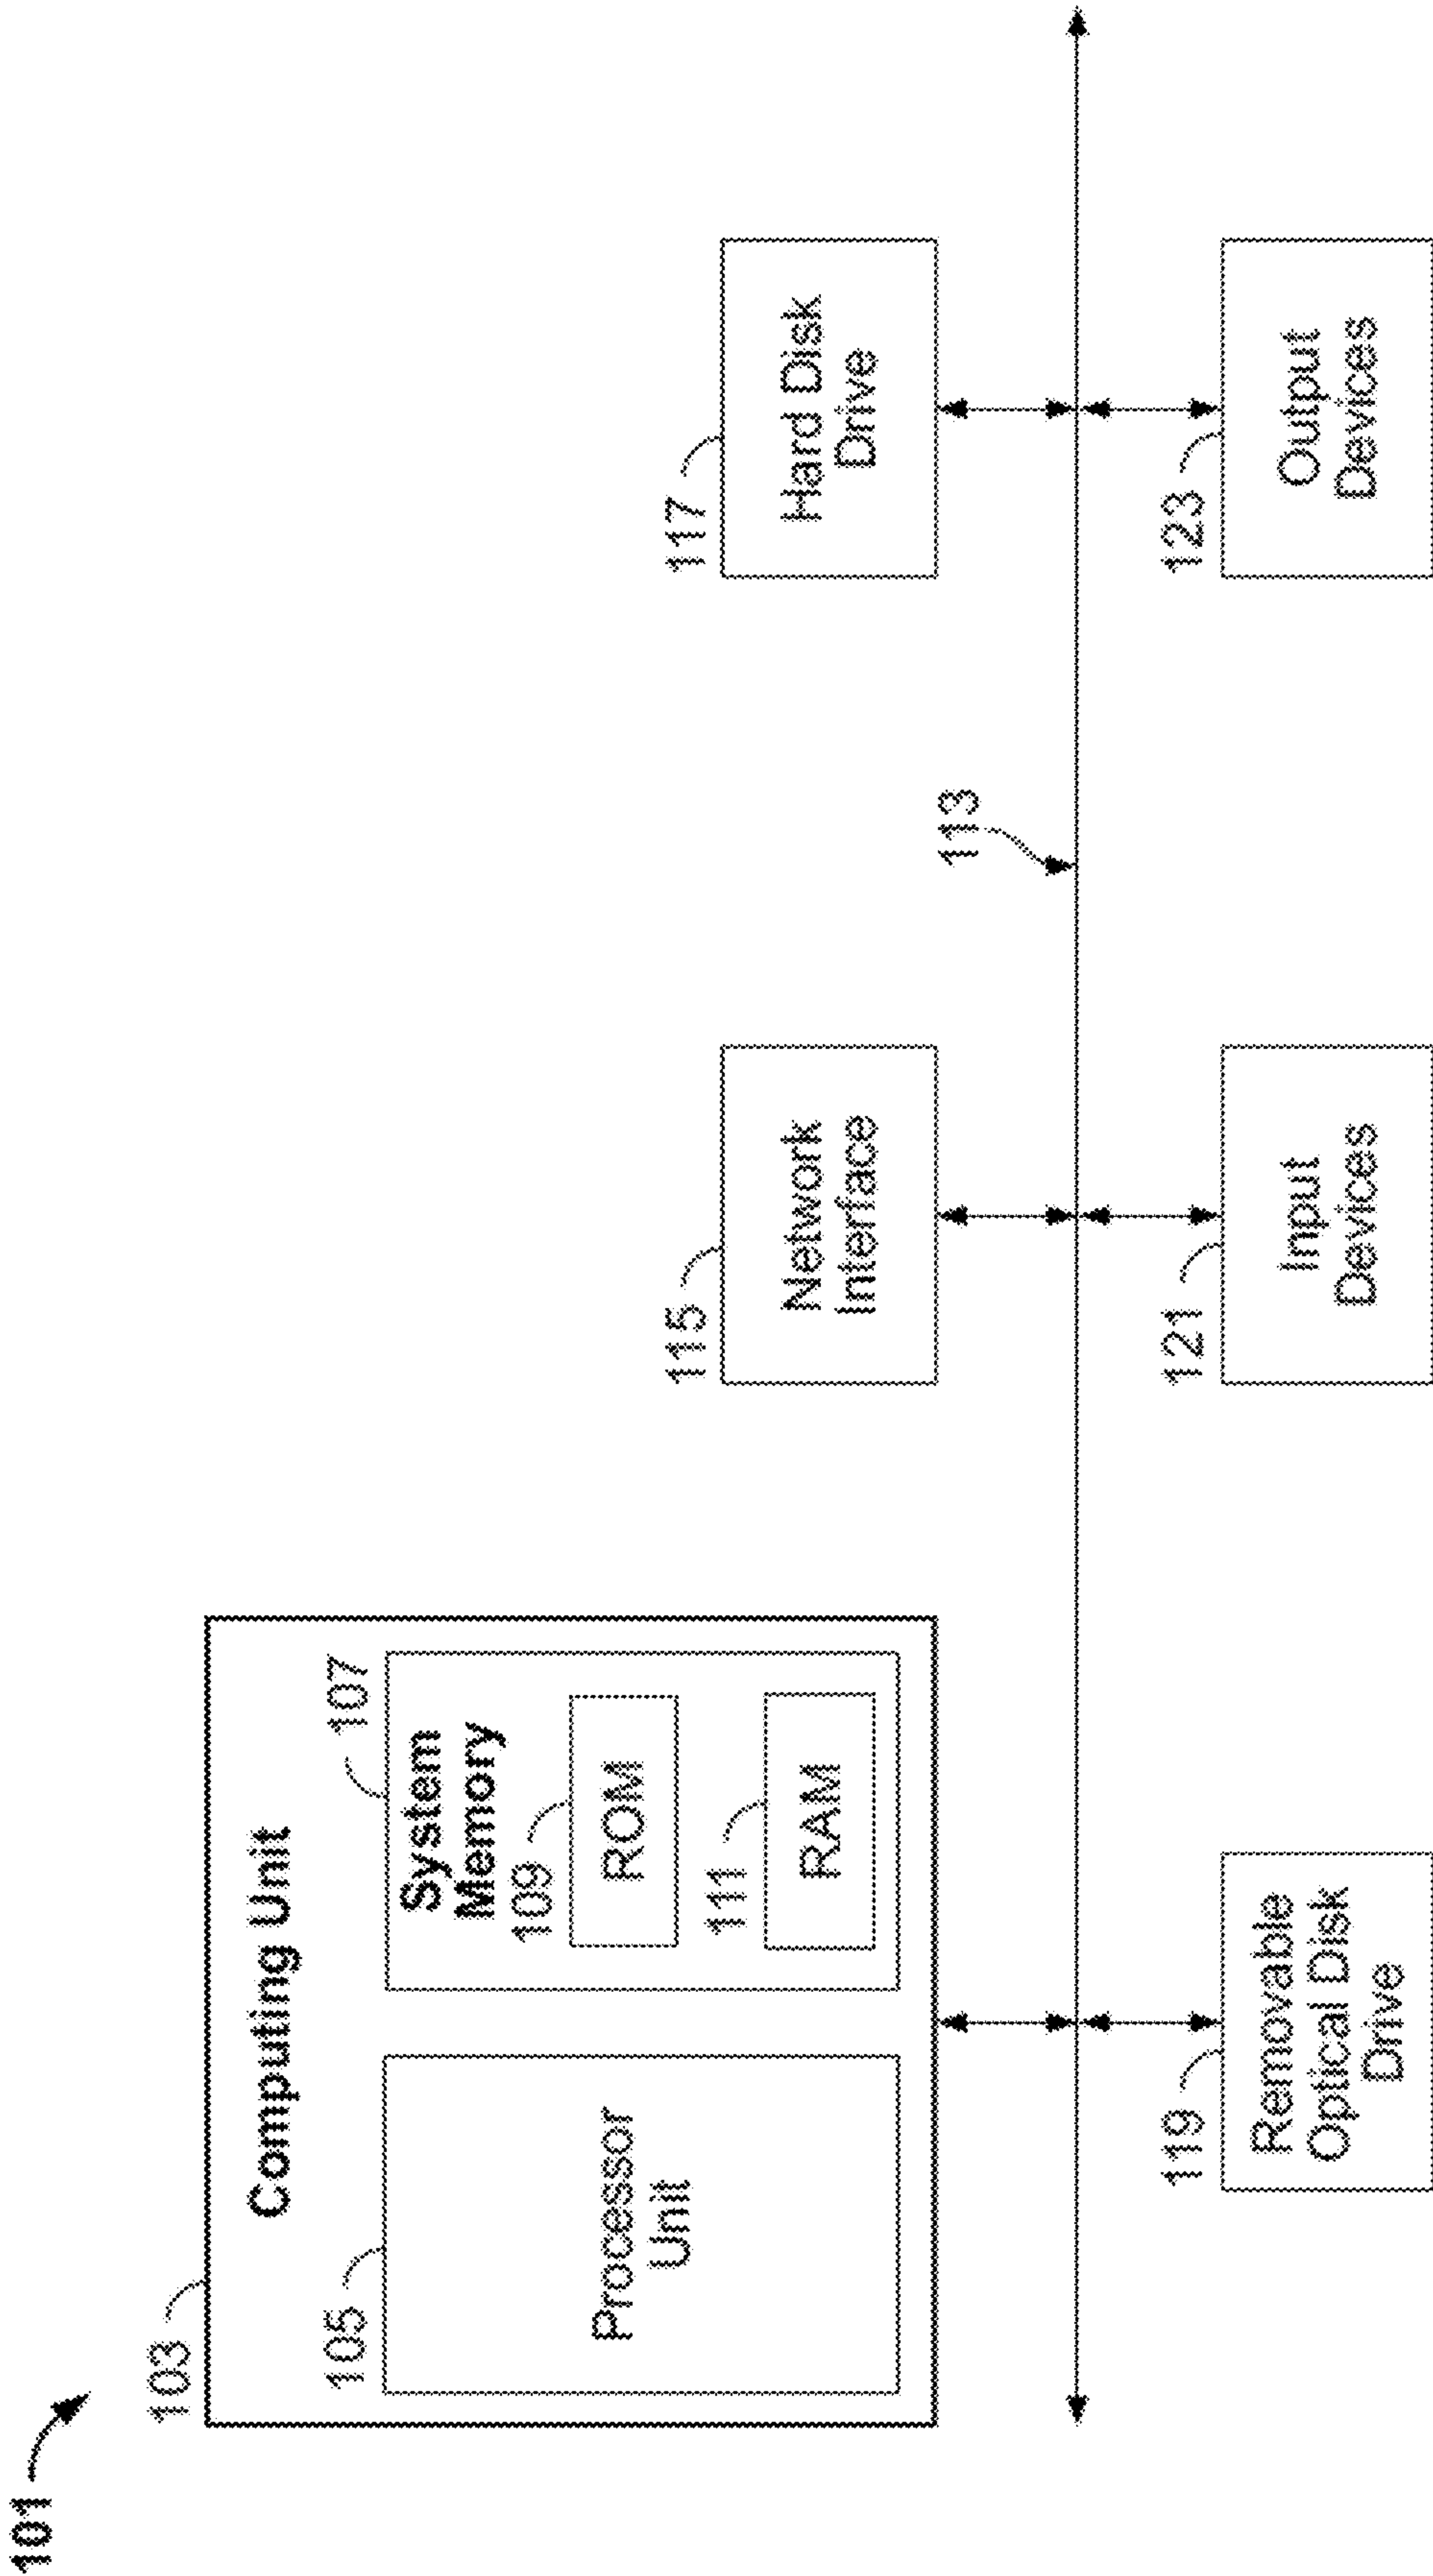 101
103
Computing Unit
105
Processor
Unit
107
System
Memory
109
ROM
111
RAM
115
Network
Interface
117
Hard Disk
Drive
113
119
Removable
Optical Disk
Drive
121
Input
Devices
123
Output
Devices